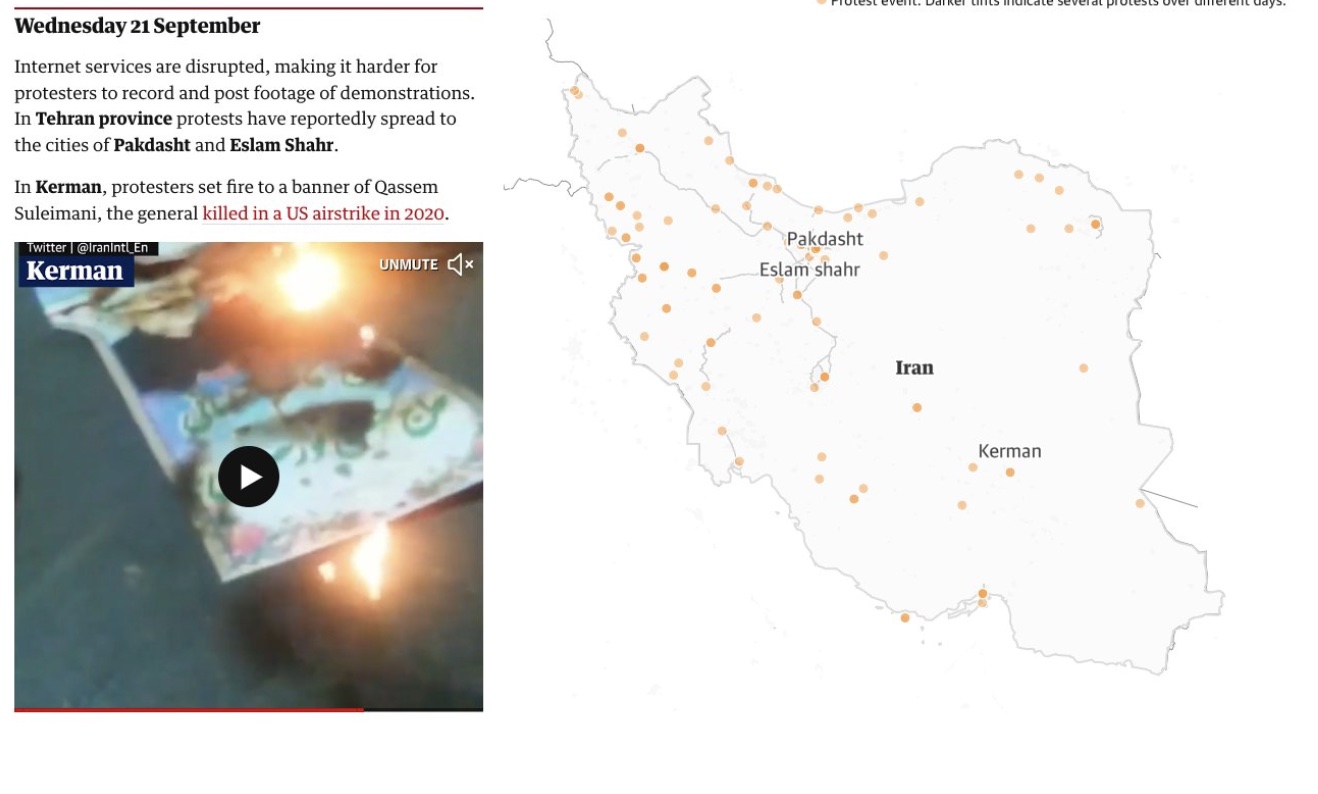 Protest event. Darker tints indicate several protests over different days.
Wednesday 21 September
Internet services are disrupted, making it harder for
protesters to record and post footage of demonstrations.
In Tehran province protests have reportedly spread to
the cities of Pakdasht and Eslam Shahr.
In Kerman, protesters set fire to a banner of Qassem
Suleimani, the general killed in a US airstrike in 2020.
Twitter | @IranIntl_En
Kerman
UNMUTE
Pakdasht
Eslam shahr
Iran
Kerman